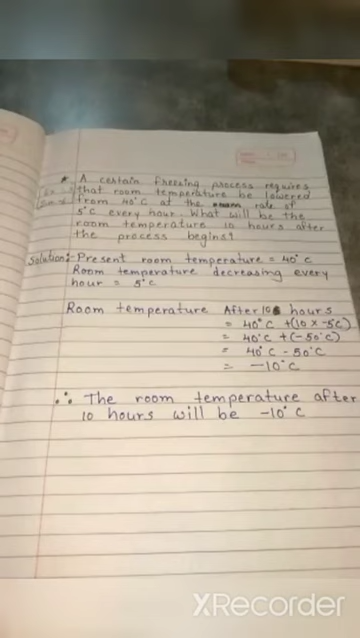 * A certain freezing process requires
that room temperature be lowered
from 40°C at the rate of
5°C every hour. What will be the
room temperature 10 hours after
the process begins?
Solution:- Present room temperature = 40°C
Room temperature decreasing every
hour = 5°C
Room temperature After 10 hours
= 40°C + (10 × -5C)
= 40°C + (-50°C)
= 40°C - 50°C
= -10°C
∴ The room temperature after
10 hours will be -10°C
XRecorder